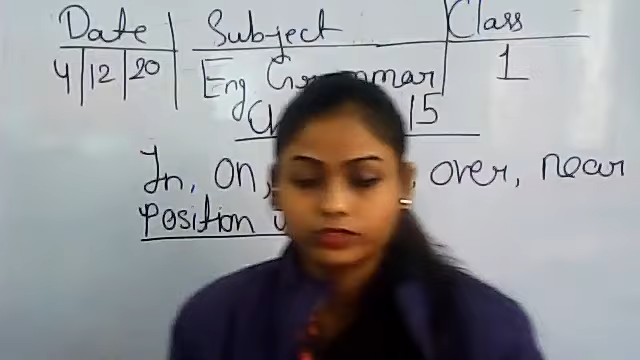 Date Subject Class
4 12 20 Eng Grammar 1
15
In, on, over, near
Position